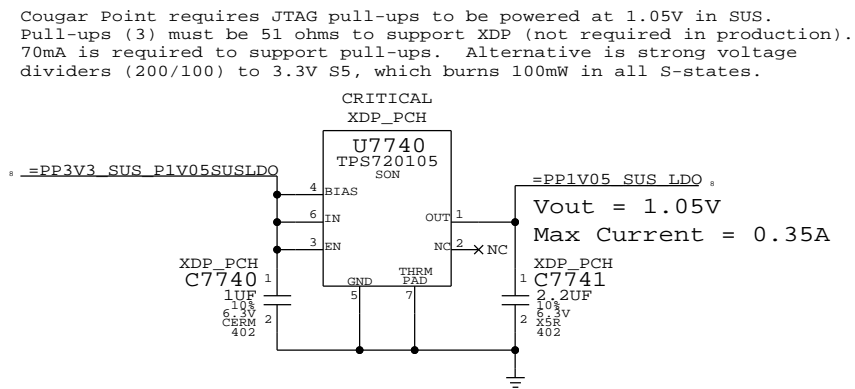 Cougar Point requires JTAG pull-ups to be powered at 1.05V in SUS.
Pull-ups (3) must be 51 ohms to support XDP (not required in production).
70mA is required to support pull-ups.  Alternative is strong voltage
dividers (200/100) to 3.3V S5, which burns 100mW in all S-states.
CRITICAL
XDP_PCH
U7740
TPS720105
SON
8 =PP3V3_SUS_P1V05SUSLDO
=PP1V05_SUS_LDO 8
4 BIAS
6 IN
3 EN
OUT 1
NC 2 NC
GND
THRM
PAD
5
7
Vout = 1.05V
Max Current = 0.35A
XDP_PCH
C7740 1
1UF
10%
6.3V
CERM 2
402
XDP_PCH
1 C7741
2.2UF
10%
6.3V
2 X5R
402